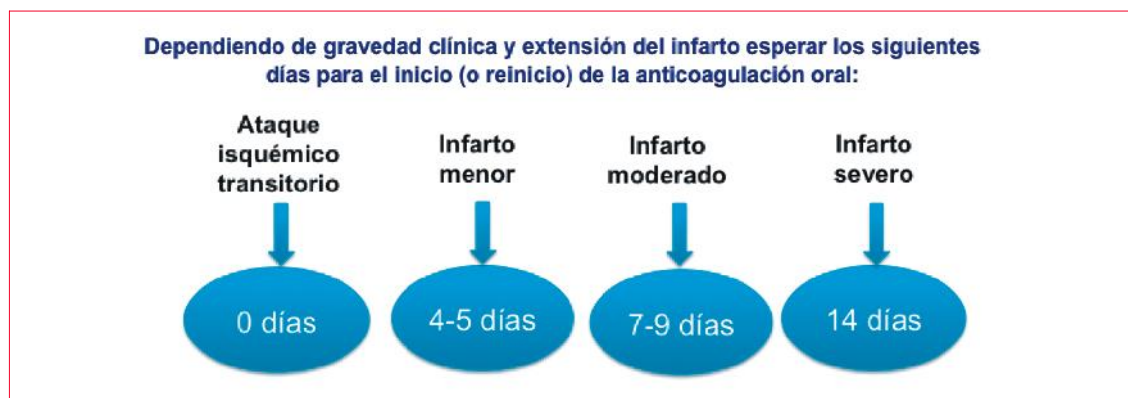 Dependiendo de gravedad clínica y extensión del infarto esperar los siguientes
días para el inicio (o reinicio) de la anticoagulación oral:
Ataque
isquémico
transitorio
Infarto
menor
Infarto
moderado
Infarto
severo
0 días
4-5 días
7-9 días
14 días